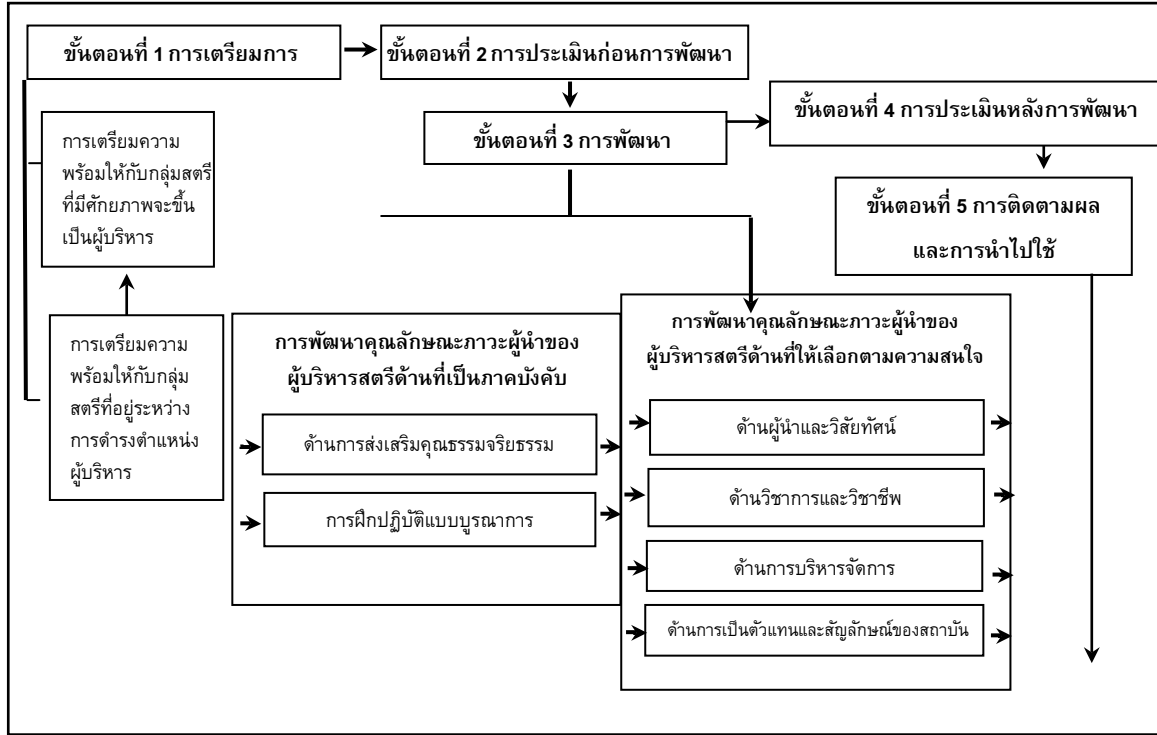 ขั้นตอนที่ 1 การเตรียมการ
ขั้นตอนที่ 2 การประเมินก่อนการพัฒนา
ขั้นตอนที่ 3 การพัฒนา
ขั้นตอนที่ 4 การประเมินหลังการพัฒนา
ขั้นตอนที่ 5 การติดตามผล
และการนำไปใช้
การเตรียมความ
พร้อมให้กับกลุ่มสตรี
ที่มีศักยภาพจะขึ้น
เป็นผู้บริหาร
การเตรียมความ
พร้อมให้กับกลุ่ม
สตรีที่อยู่ระหว่าง
การดำรงตำแหน่ง
ผู้บริหาร
การพัฒนาคุณลักษณะภาวะผู้นำของ
ผู้บริหารสตรีด้านที่เป็นภาคบังคับ
ด้านการส่งเสริมคุณธรรมจริยธรรม
การฝึกปฏิบัติแบบบูรณาการ
การพัฒนาคุณลักษณะภาวะผู้นำของ
ผู้บริหารสตรีด้านที่ให้เลือกตามความสนใจ
ด้านผู้นำและวิสัยทัศน์
ด้านวิชาการและวิชาชีพ
ด้านการบริหารจัดการ
ด้านการเป็นตัวแทนและสัญลักษณ์ของสถาบัน